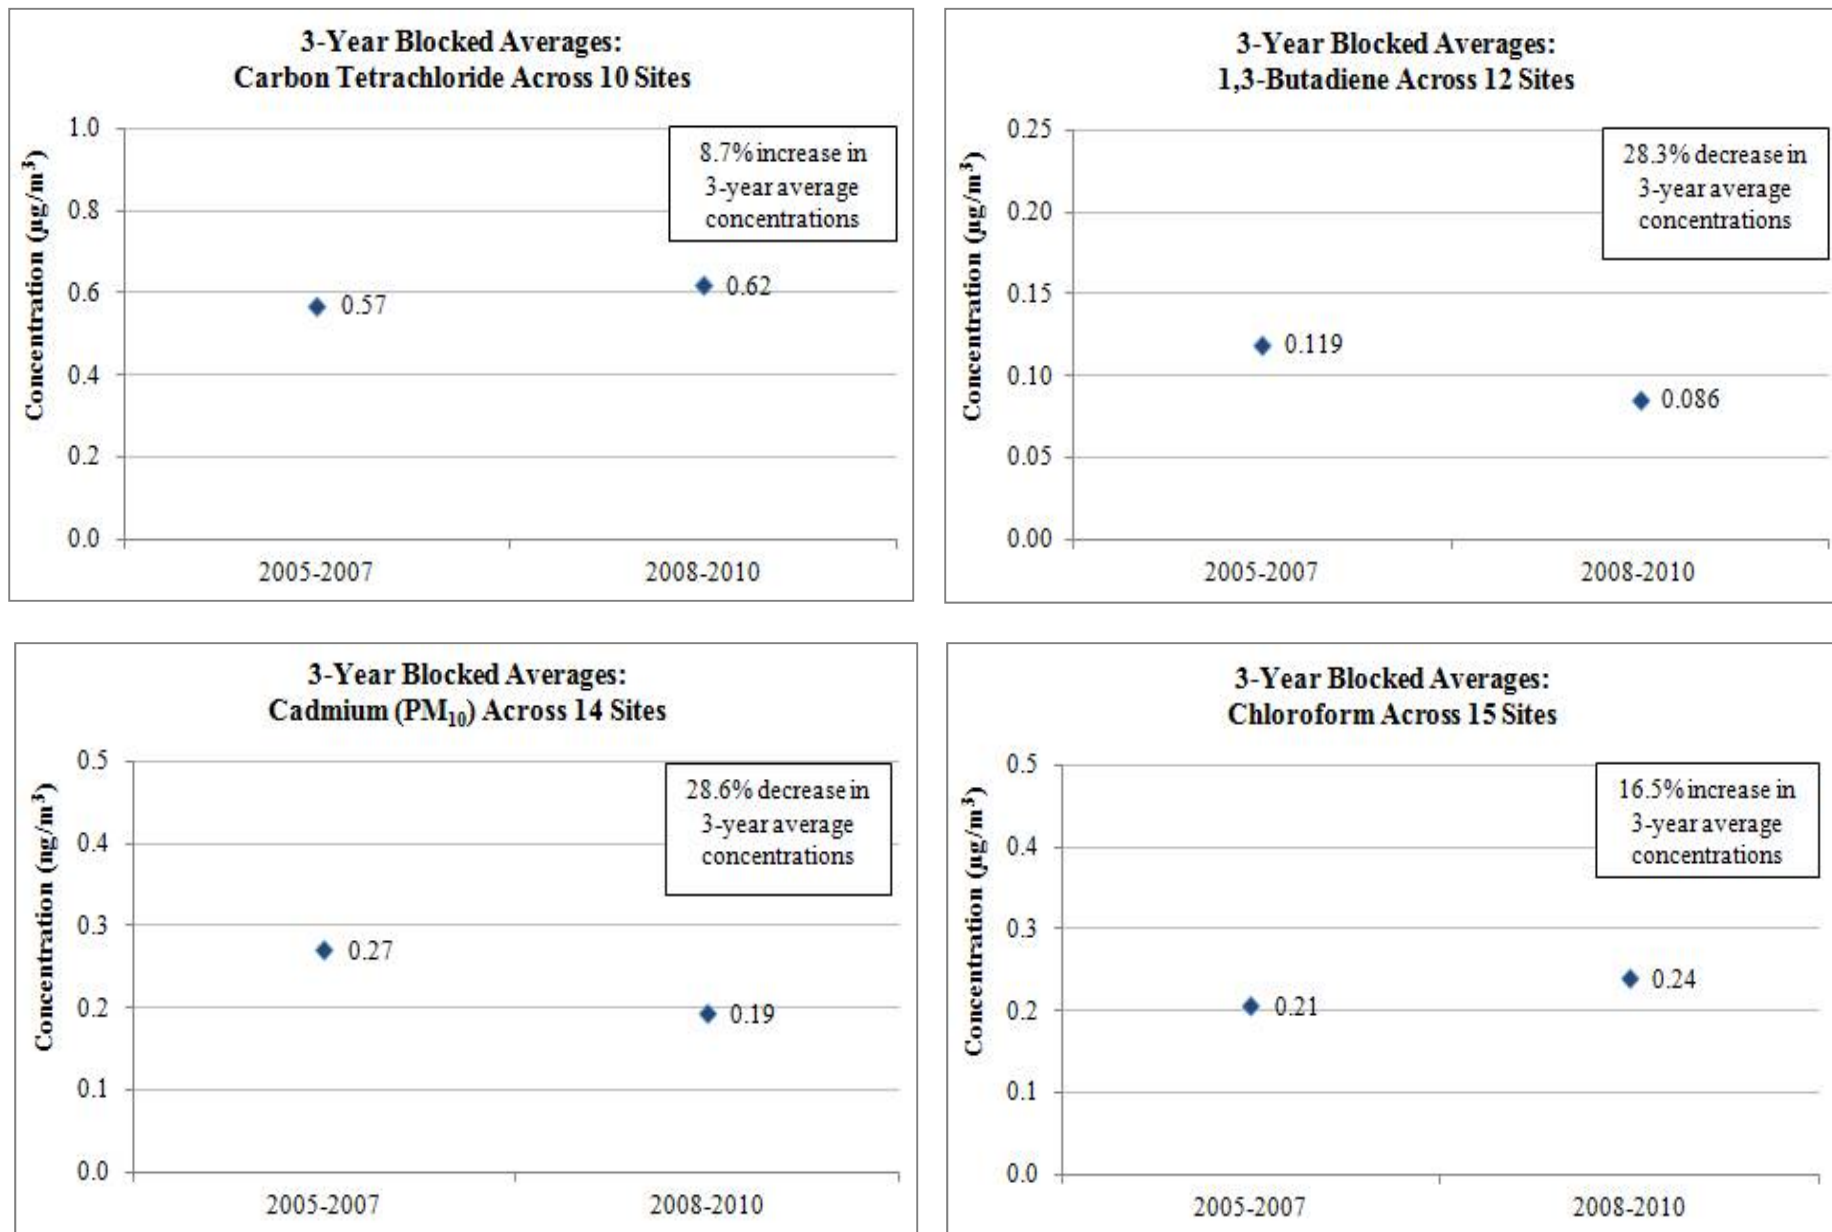 3-Year Blocked Averages:
Carbon Tetrachloride Across 10 Sites
Concentration (µg/m³)
1.0
0.8
0.6
0.4
0.2
0.0
8.7% increase in
3-year average
concentrations
0.57
0.62
2005-2007
2008-2010
3-Year Blocked Averages:
1,3-Butadiene Across 12 Sites
Concentration (µg/m³)
0.25
0.20
0.15
0.10
0.05
0.00
28.3% decrease in
3-year average
concentrations
0.119
0.086
2005-2007
2008-2010
3-Year Blocked Averages:
Cadmium (PM₁₀) Across 14 Sites
Concentration (ng/m³)
0.5
0.4
0.3
0.2
0.1
0.0
28.6% decrease in
3-year average
concentrations
0.27
0.19
2005-2007
2008-2010
3-Year Blocked Averages:
Chloroform Across 15 Sites
Concentration (µg/m³)
0.5
0.4
0.3
0.2
0.1
0.0
16.5% increase in
3-year average
concentrations
0.21
0.24
2005-2007
2008-2010